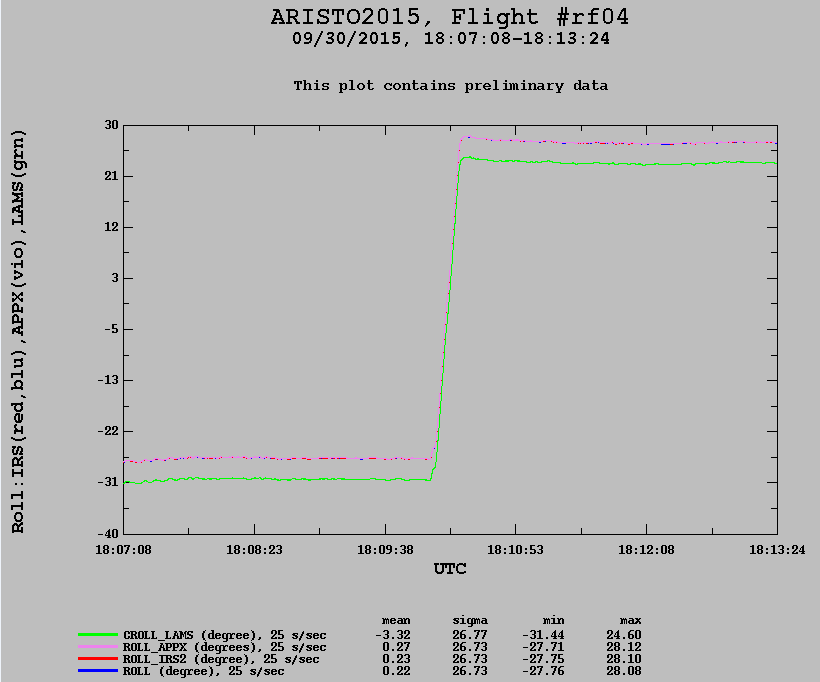 ARISTO2015, Flight #rf04
09/30/2015, 18:07:08-18:13:24
This plot contains preliminary data
Roll:IRS(red,blu),APPX(vio),LAMS(grn)
30
21
12
3
-5
-13
-22
-31
-40
18:07:08 18:08:23 18:09:38 18:10:53 18:12:08 18:13:24
UTC
mean sigma min max
CROLL_LAMS (degree), 25 s/sec -3.32 26.77 -31.44 24.60
ROLL_APPX (degrees), 25 s/sec 0.27 26.73 -27.71 28.12
ROLL_IRS2 (degree), 25 s/sec 0.23 26.73 -27.75 28.10
ROLL (degree), 25 s/sec 0.22 26.73 -27.76 28.08